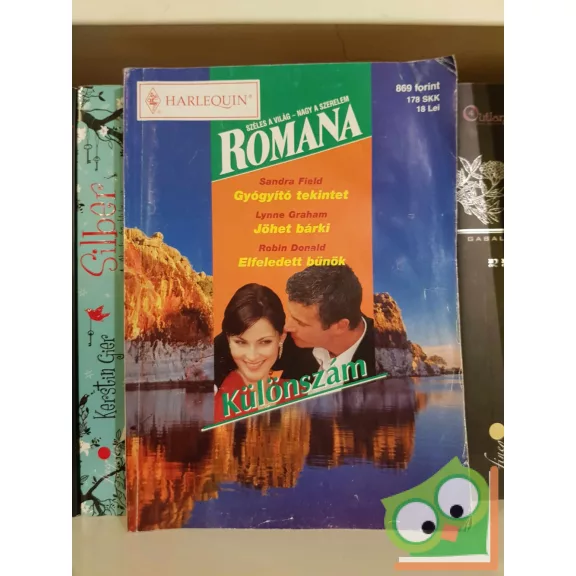 HARLEQUIN®
869 forint
178 SKK
18 Lei
SZÉLES A VILÁG – NAGY A SZERELEM
ROMANA
Sandra Field
Gyógyító tekintet
Lynne Graham
Jöhet bárki
Robin Donald
Elfeledett bűnök
Különszám
Kerstin Gier
Silber